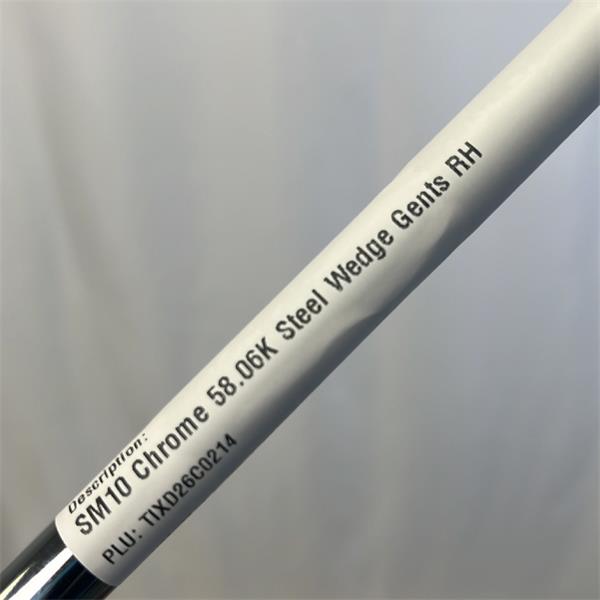 Description:
SM10 Chrome 58.06K Steel Wedge Gents RH
PLU: TIXD26C0214